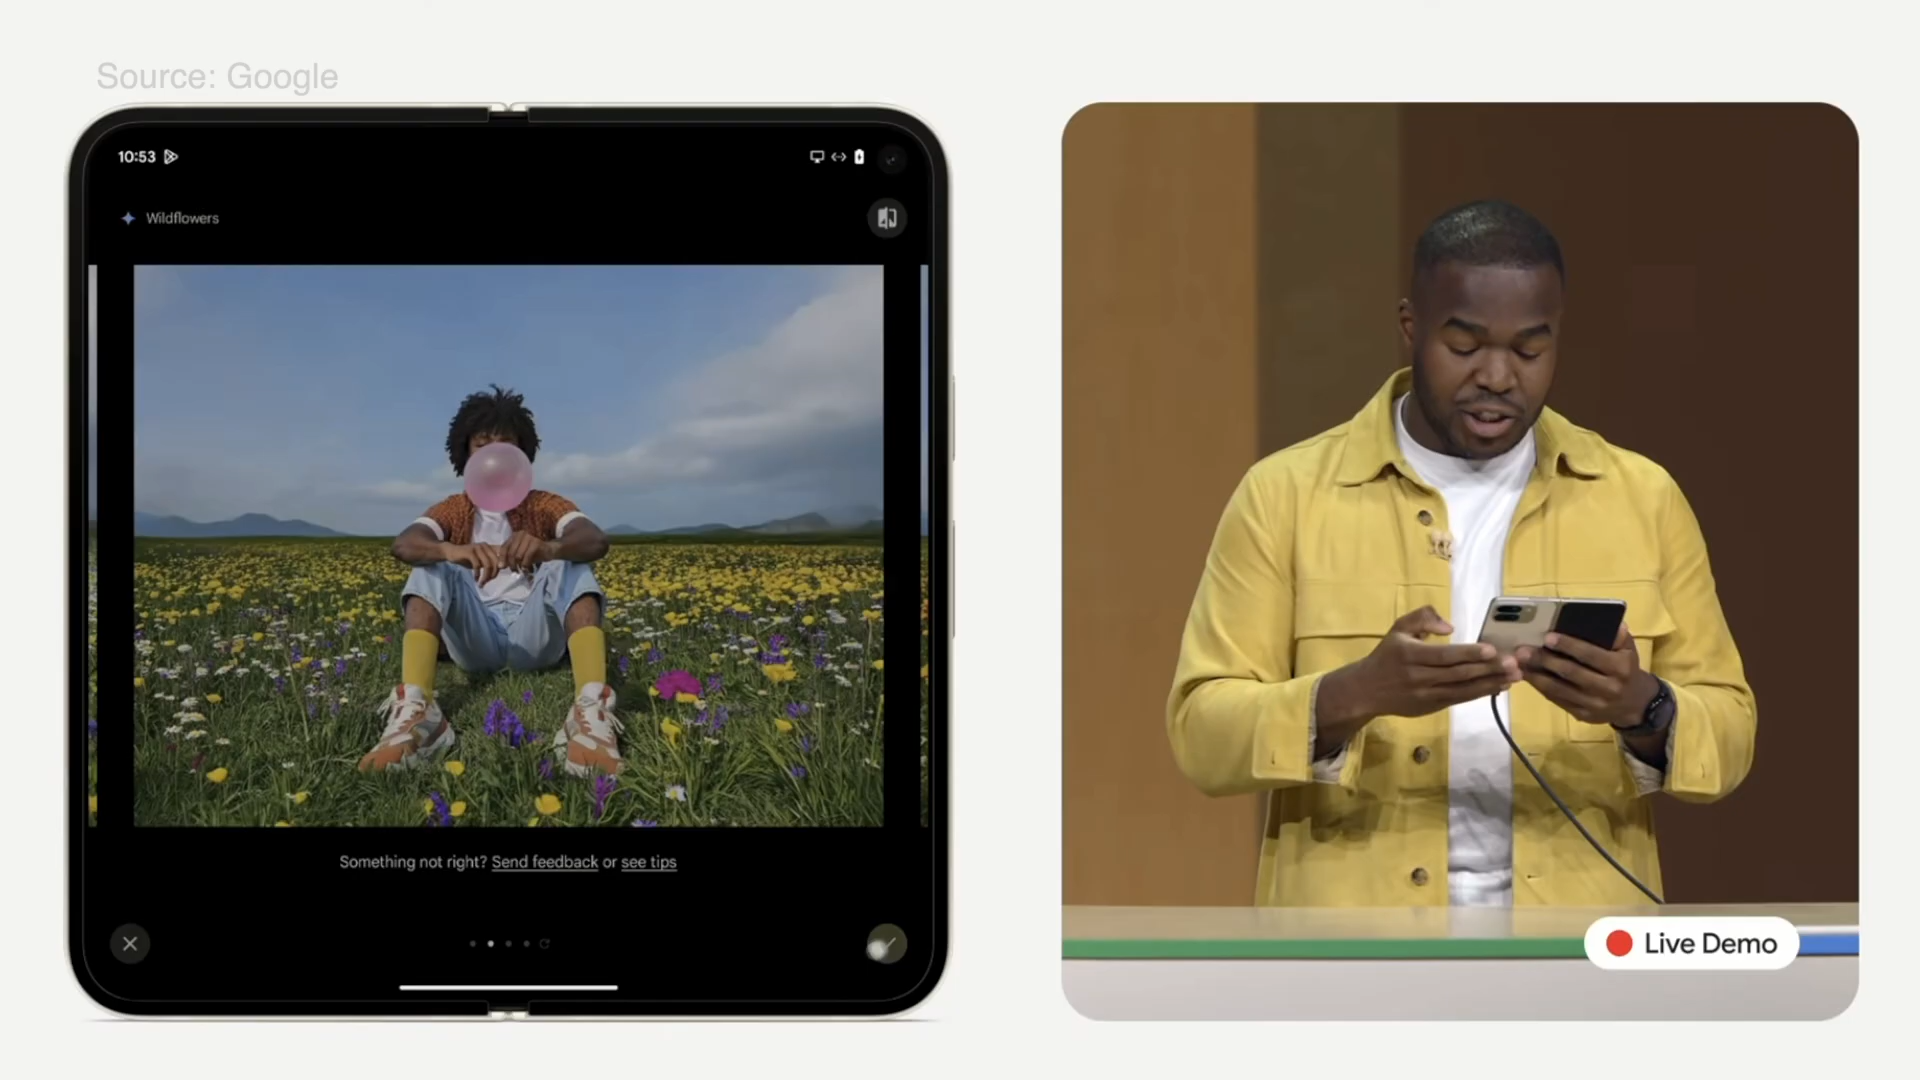 Source: Google
10:53
Wildflowers
Something not right? Send feedback or see tips
Live Demo